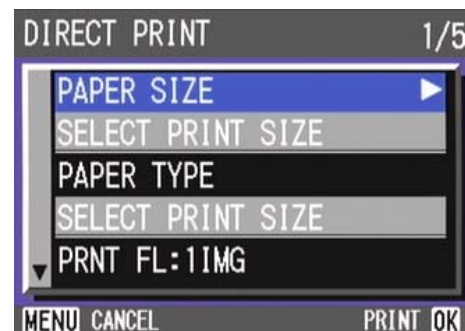 DIRECT PRINT 1/5
PAPER SIZE
SELECT PRINT SIZE
PAPER TYPE
SELECT PRINT SIZE
PRNT FL:1IMG
MENU CANCEL PRINT OK